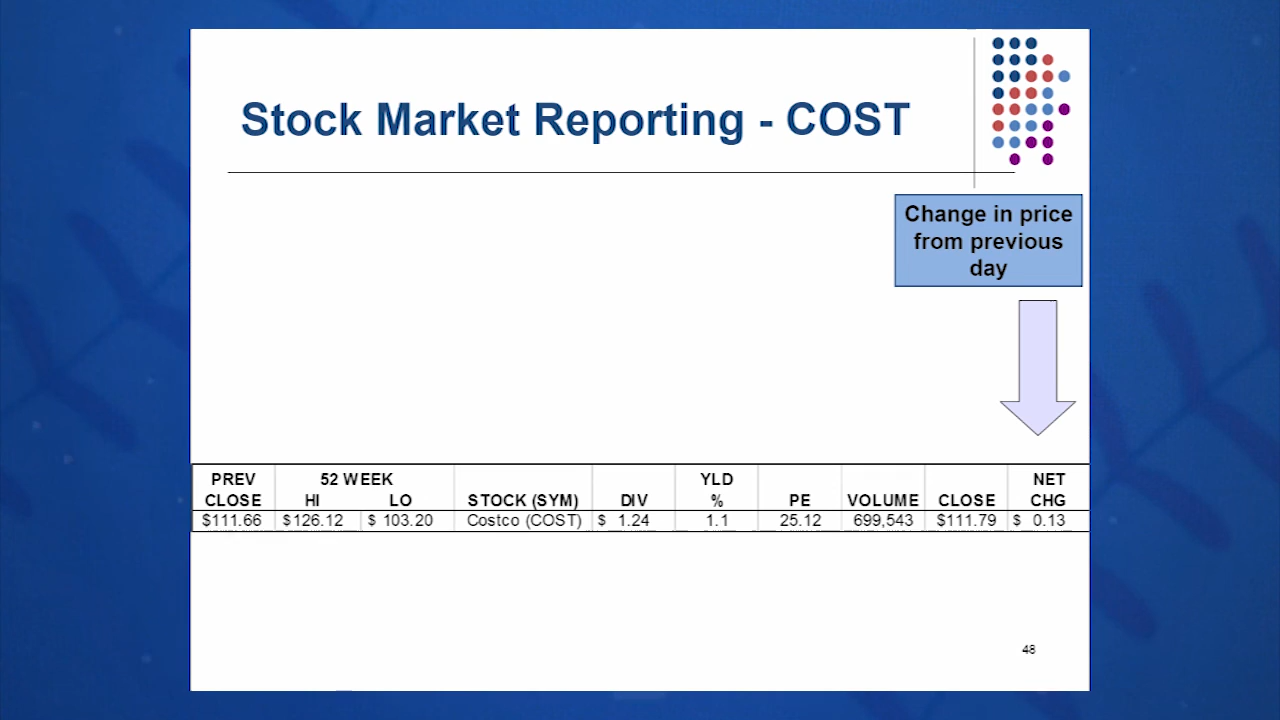 Stock Market Reporting - COST
Change in price
from previous
day
PREV 52 WEEK YLD NET
CLOSE HI LO STOCK (SYM) DIV % PE VOLUME CLOSE CHG
$111.66 $126.12 $ 103.20 Costco (COST) $ 1.24 1.1 25.12 699,543 $111.79 $ 0.13
48